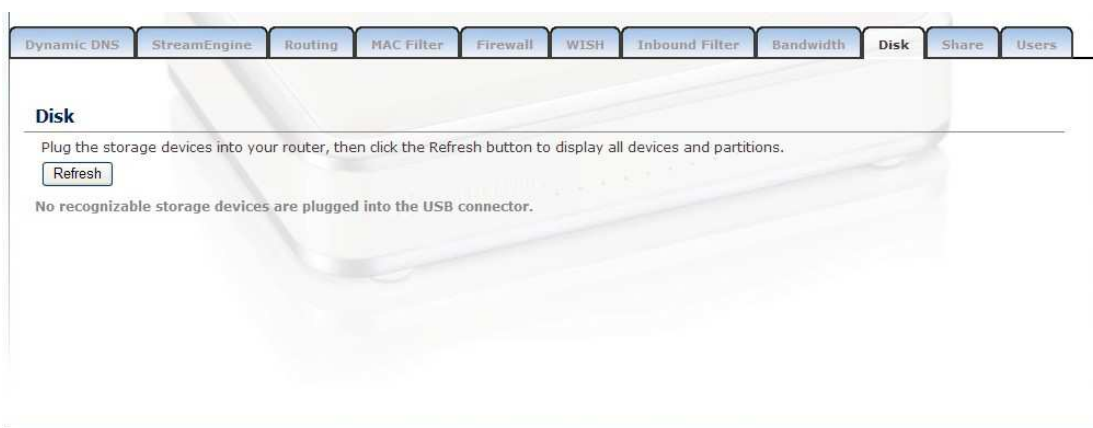 Dynamic DNS StreamEngine Routing MAC Filter Firewall WISH Inbound Filter Bandwidth Disk Share Users
Disk
Plug the storage devices into your router, then click the Refresh button to display all devices and partitions.
Refresh
No recognizable storage devices are plugged into the USB connector.